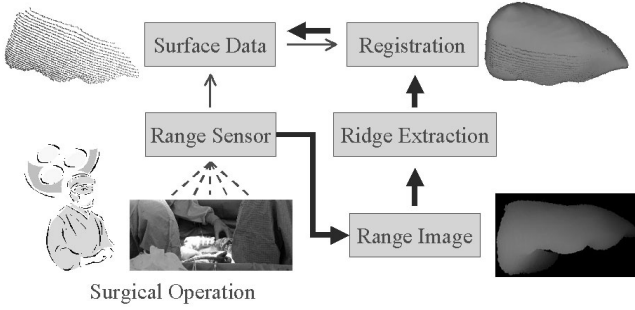 Surface Data
Registration
Range Sensor
Ridge Extraction
Range Image
Surgical Operation